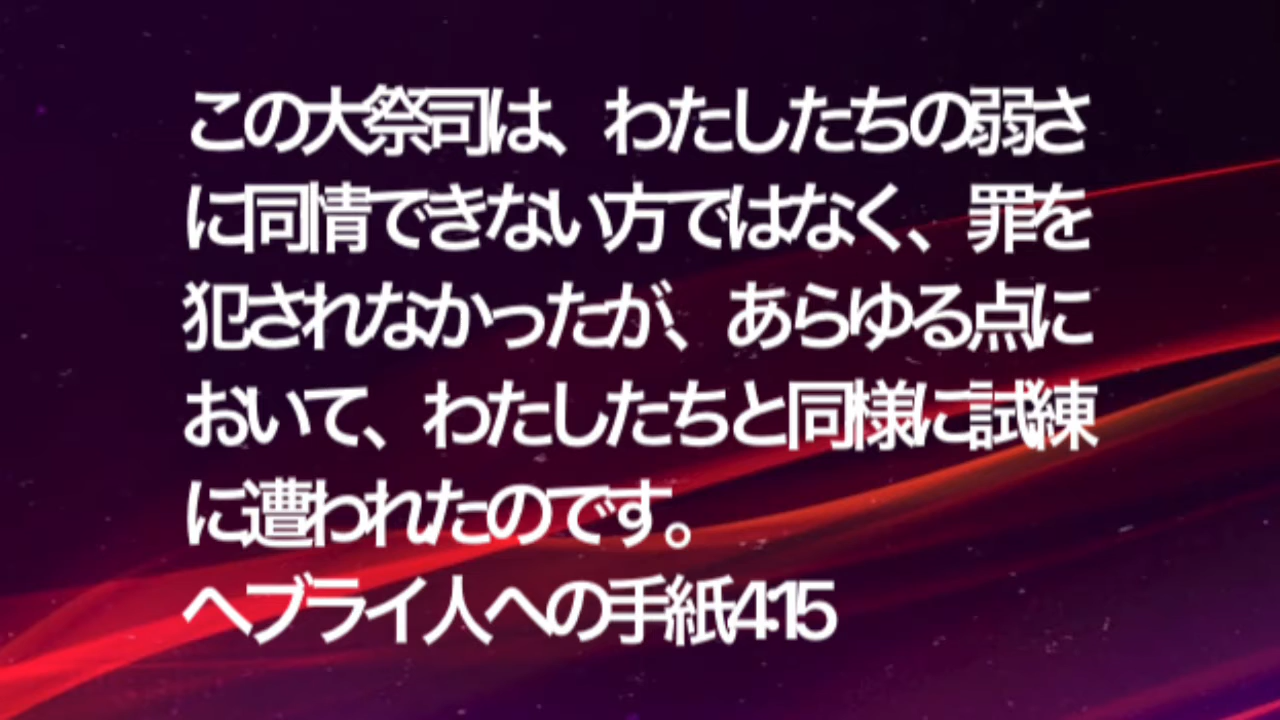 この大祭司は、わたしたちの弱さ
に同情できない方ではなく、罪を
犯されなかったが、あらゆる点に
おいて、わたしたちと同様に試練
に遭われたのです。
ヘブライ人への手紙4:15